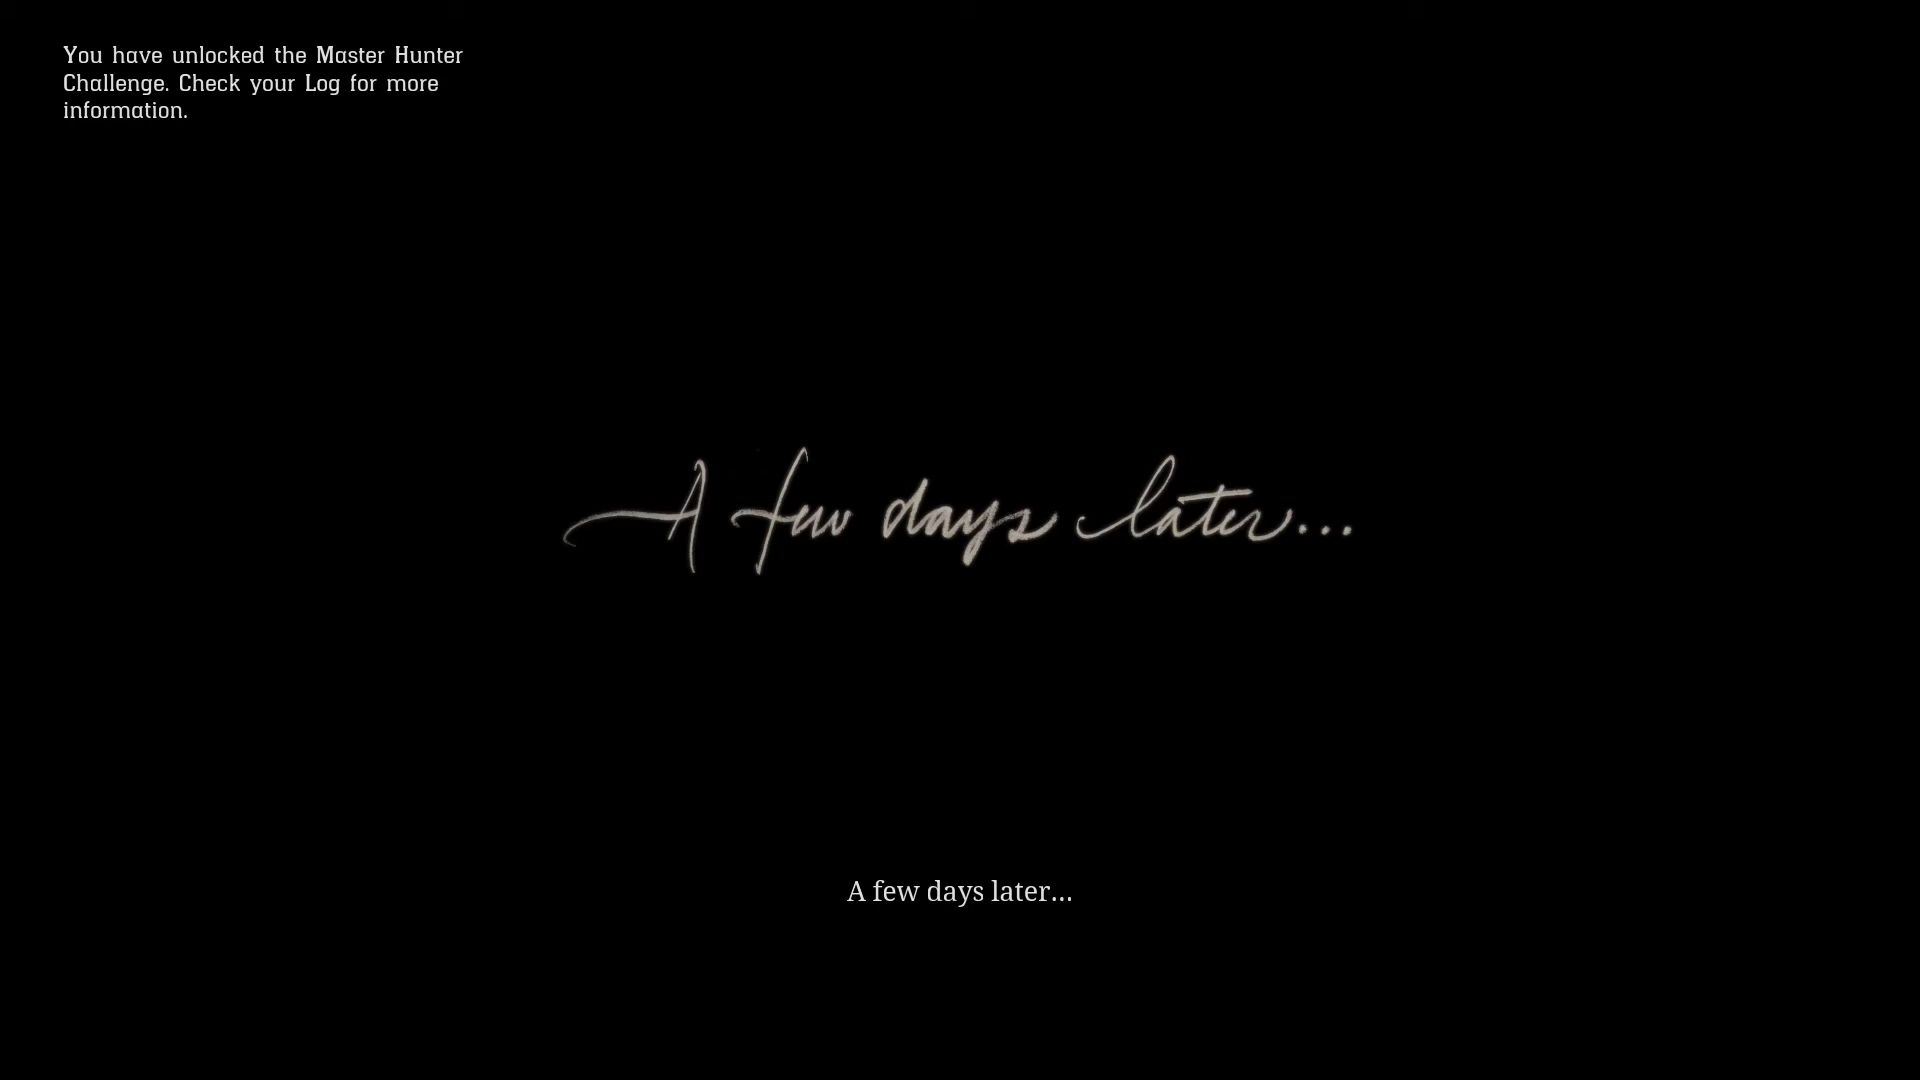 You have unlocked the Master Hunter
Challenge. Check your Log for more
information.
A few days later...
A few days later...